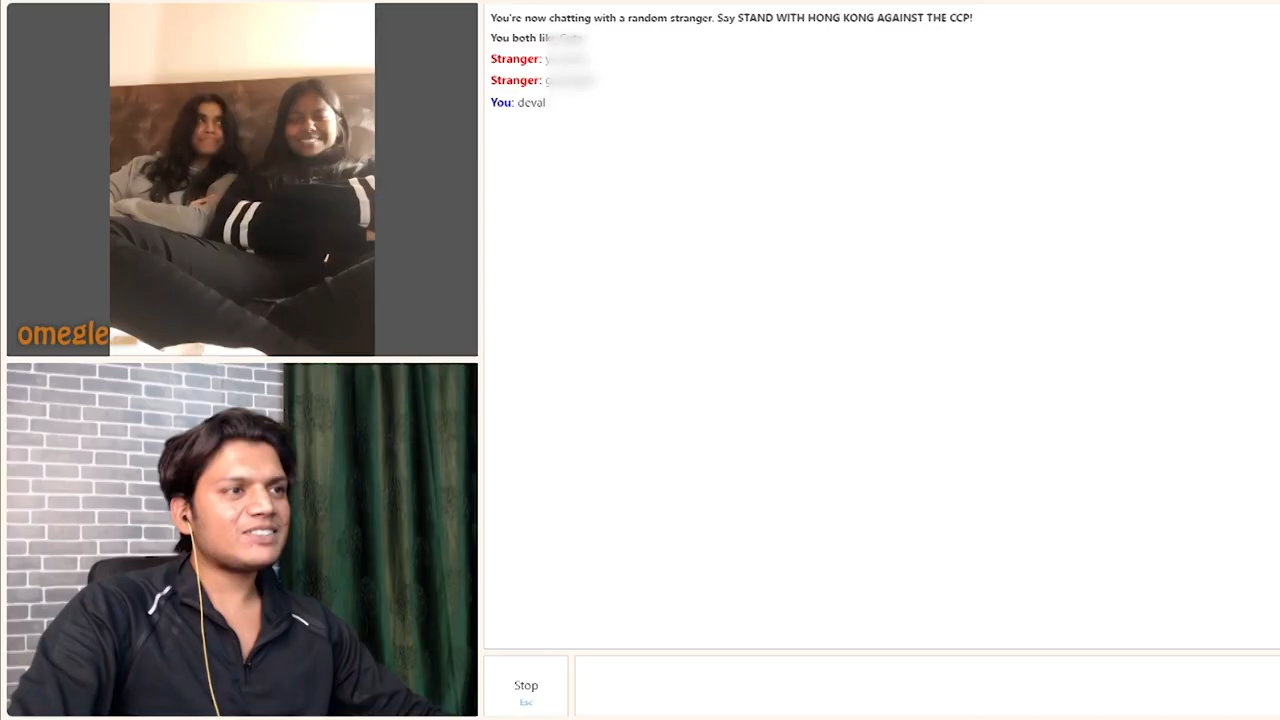 You're now chatting with a random stranger. Say STAND WITH HONG KONG AGAINST THE CCP!
You both like
Stranger:
Stranger:
You: deval
omegle
Stop
Esc